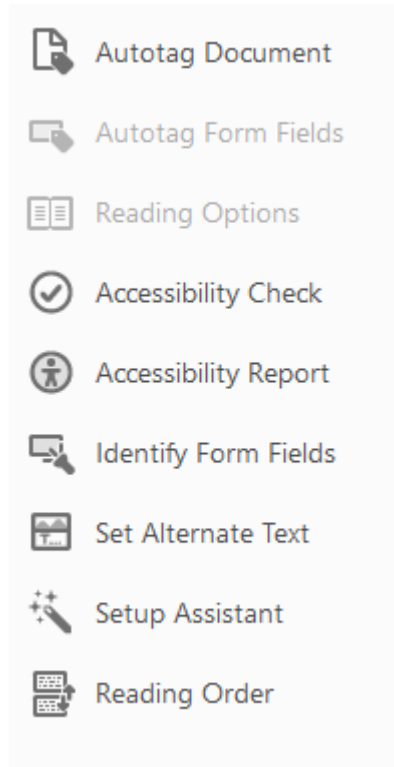 Autotag Document
Autotag Form Fields
Reading Options
Accessibility Check
Accessibility Report
Identify Form Fields
T...
Set Alternate Text
Setup Assistant
Reading Order